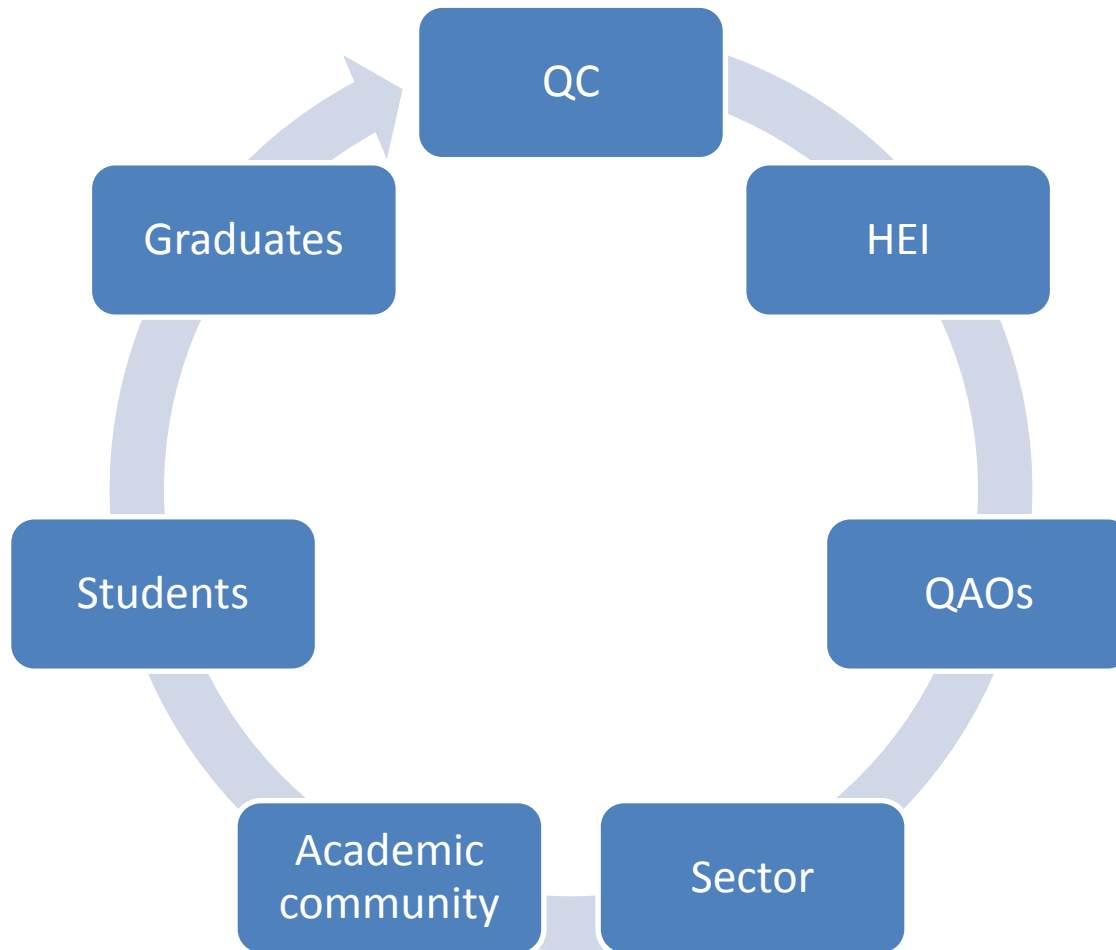 QC
HEI
QAOs
Sector
Academic
community
Students
Graduates